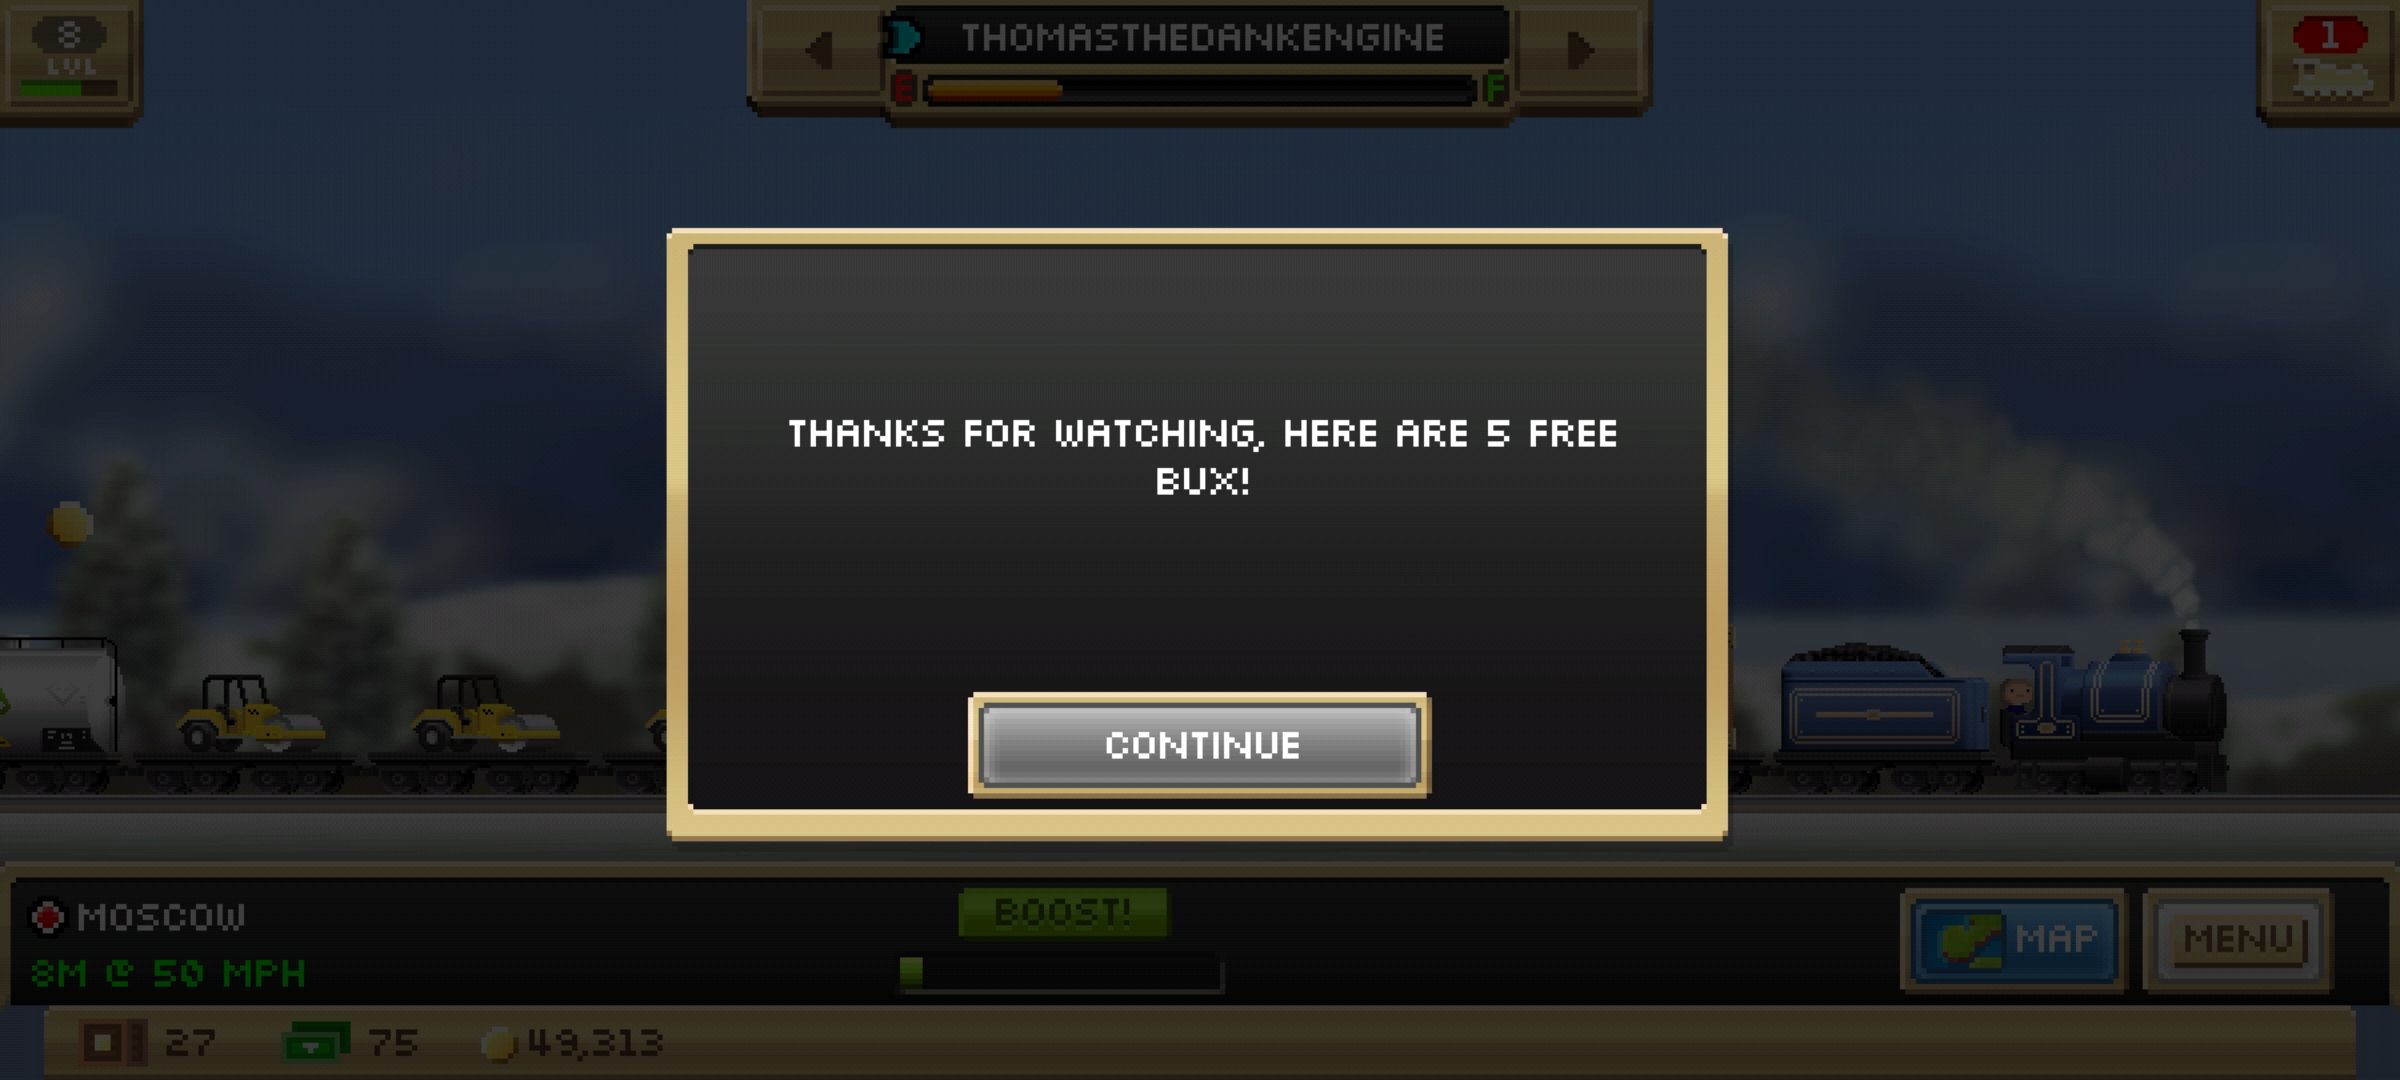 8
LVL
THOMASTHEDANKENGINE
E
F
1
THANKS FOR WATCHING, HERE ARE 5 FREE
BUX!
CONTINUE
MOSCOW
8M @ 50 MPH
BOOST!
MAP
MENU
27
75
49,313